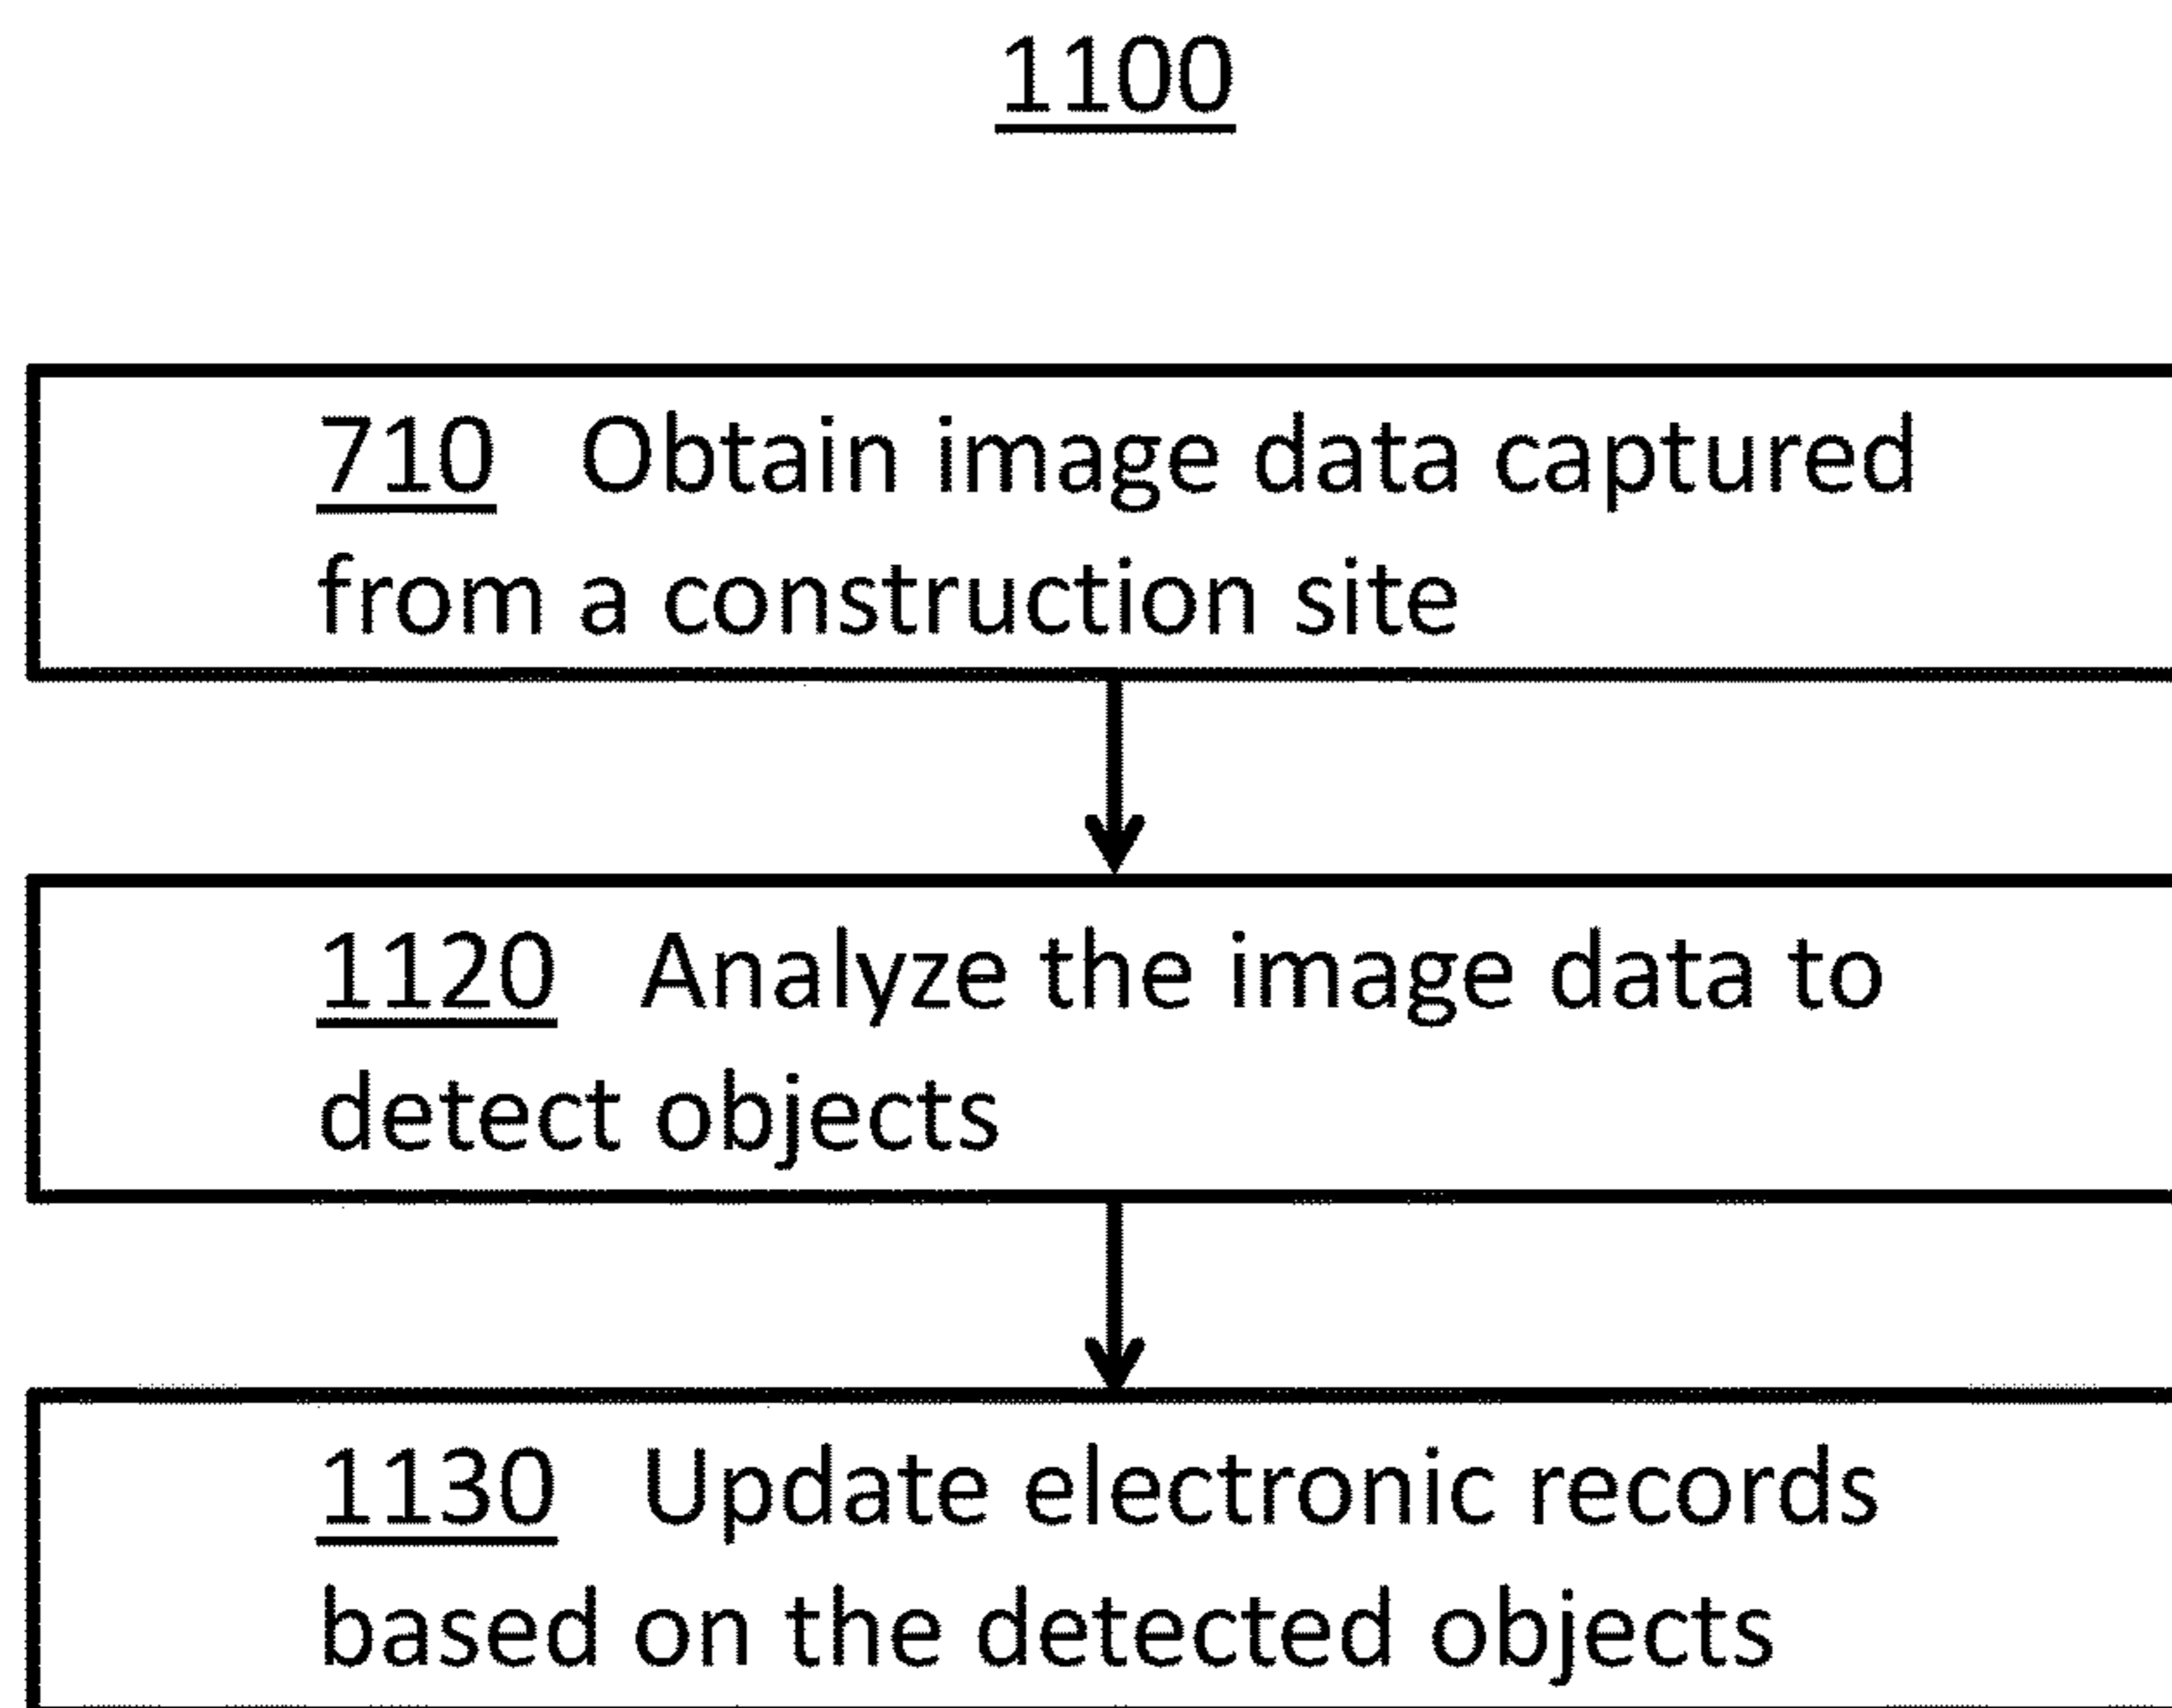 1100
710 Obtain image data captured
from a construction site
1120 Analyze the image data to
detect objects
1130 Update electronic records
based on the detected objects